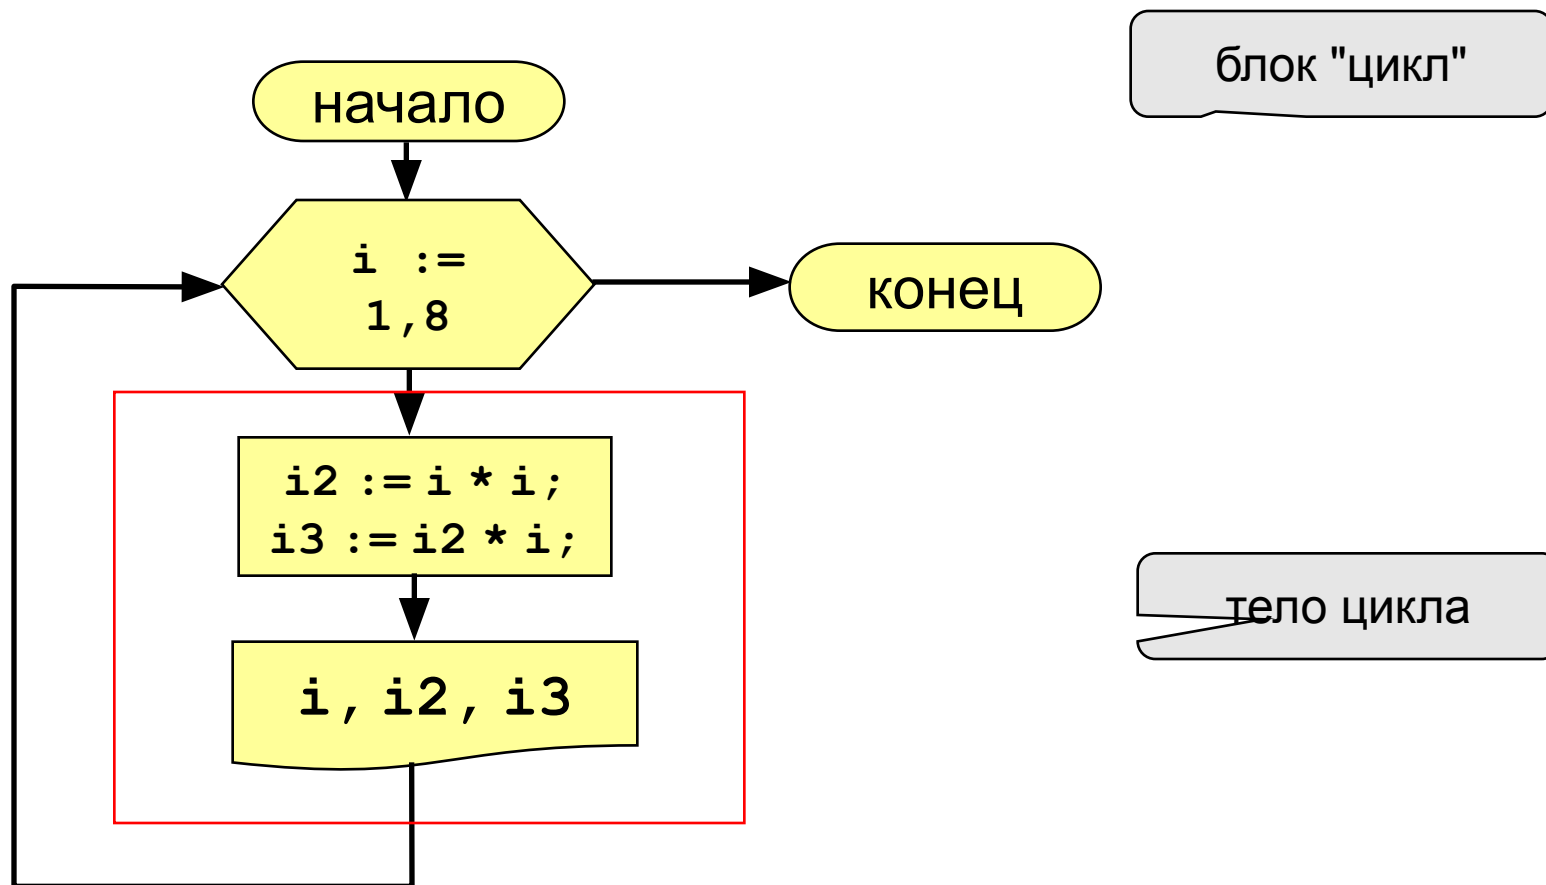 блок "цикл"
начало
i :=
1,8
конец
i2 := i * i;
i3 := i2 * i;
тело цикла
i, i2, i3